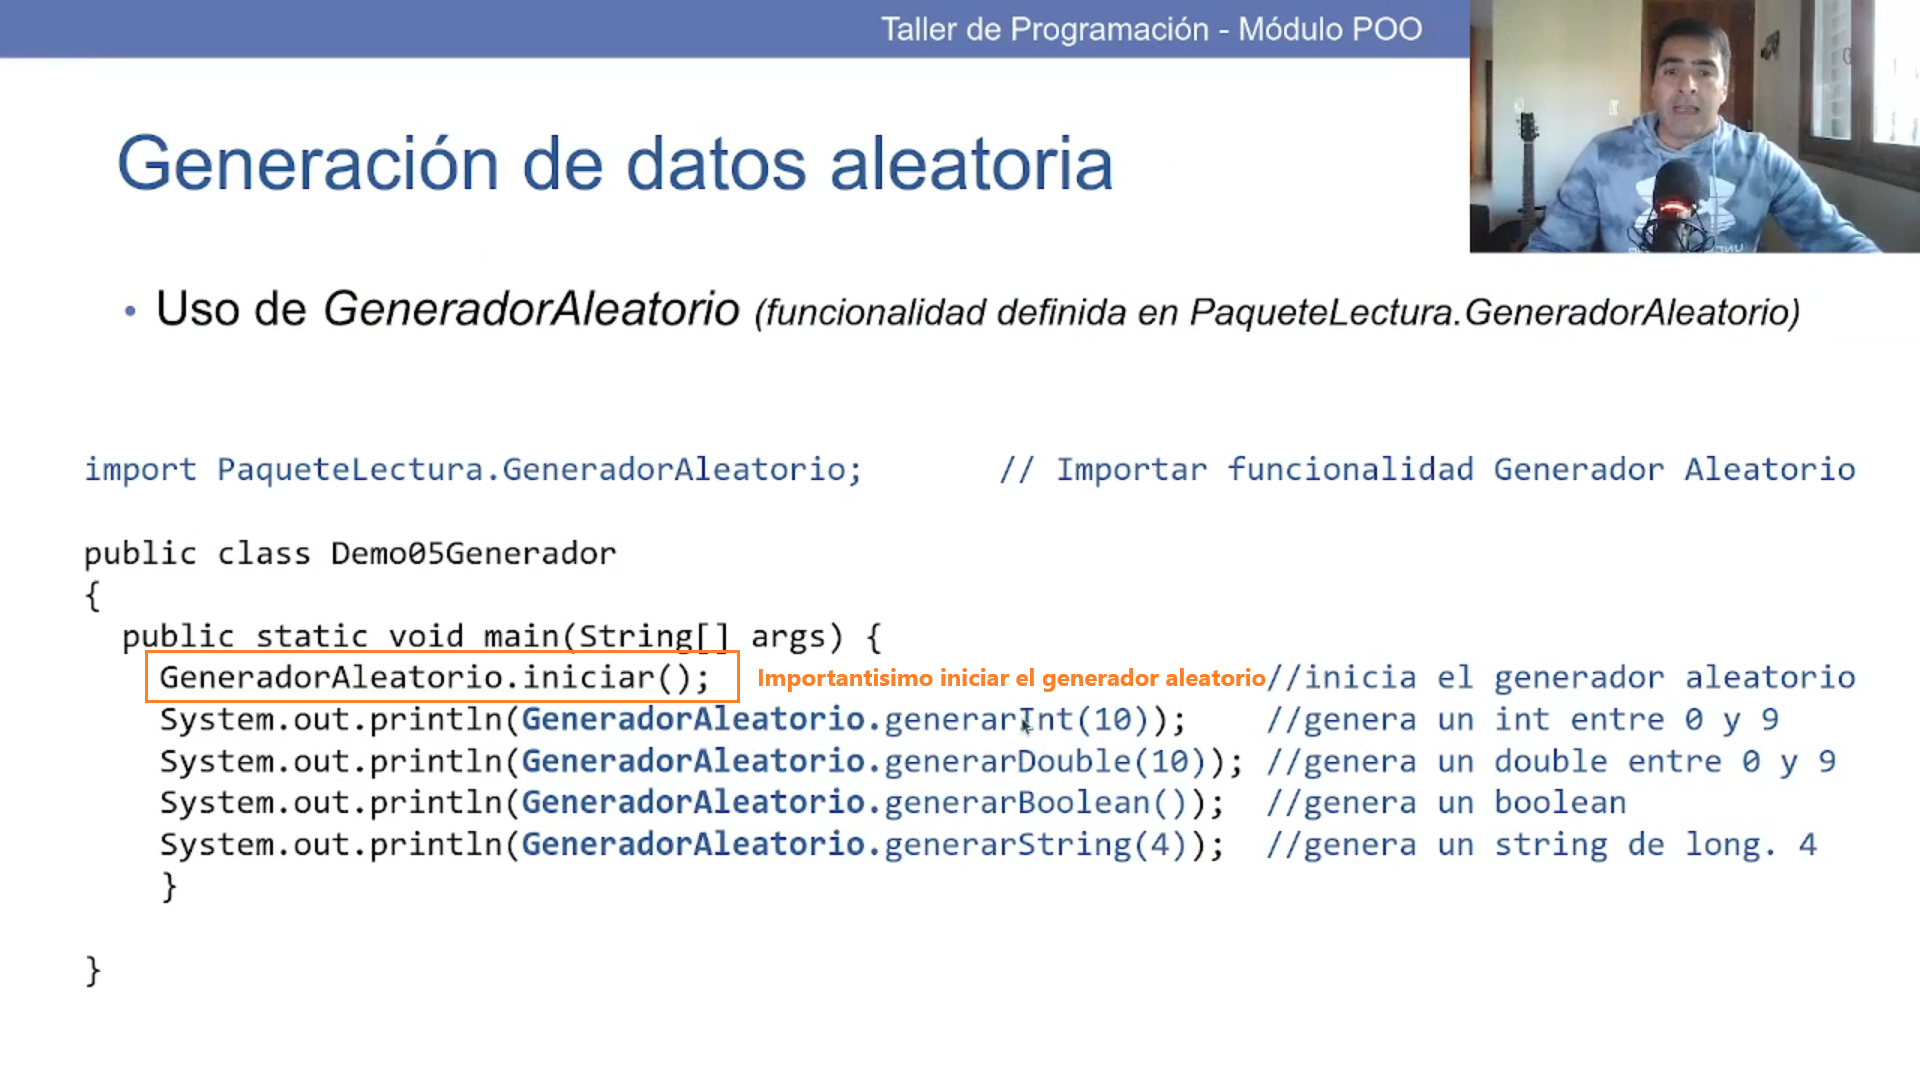 Taller de Programación - Módulo POO
Generación de datos aleatoria
• Uso de GeneradorAleatorio (funcionalidad definida en PaqueteLectura.GeneradorAleatorio)
import PaqueteLectura.GeneradorAleatorio; // Importar funcionalidad Generador Aleatorio
public class Demo05Generador
{
public static void main(String[] args) {
GeneradorAleatorio.iniciar(); Importantisimo iniciar el generador aleatorio //inicia el generador aleatorio
System.out.println(GeneradorAleatorio.generarInt(10)); //genera un int entre 0 y 9
System.out.println(GeneradorAleatorio.generarDouble(10)); //genera un double entre 0 y 9
System.out.println(GeneradorAleatorio.generarBoolean()); //genera un boolean
System.out.println(GeneradorAleatorio.generarString(4)); //genera un string de long. 4
}
}